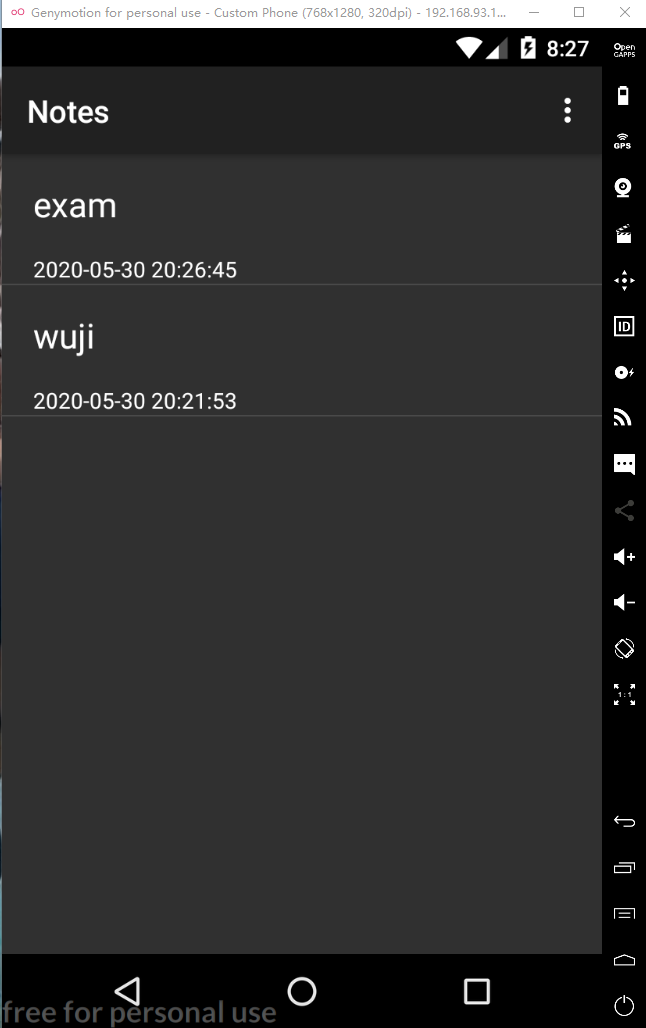 Genymotion for personal use - Custom Phone (768x1280, 320dpi) - 192.168.93.1...
8:27
Open
GAPPS
Notes
GPS
exam
2020-05-30 20:26:45
ID
wuji
2020-05-30 20:21:53
1:1
free for personal use